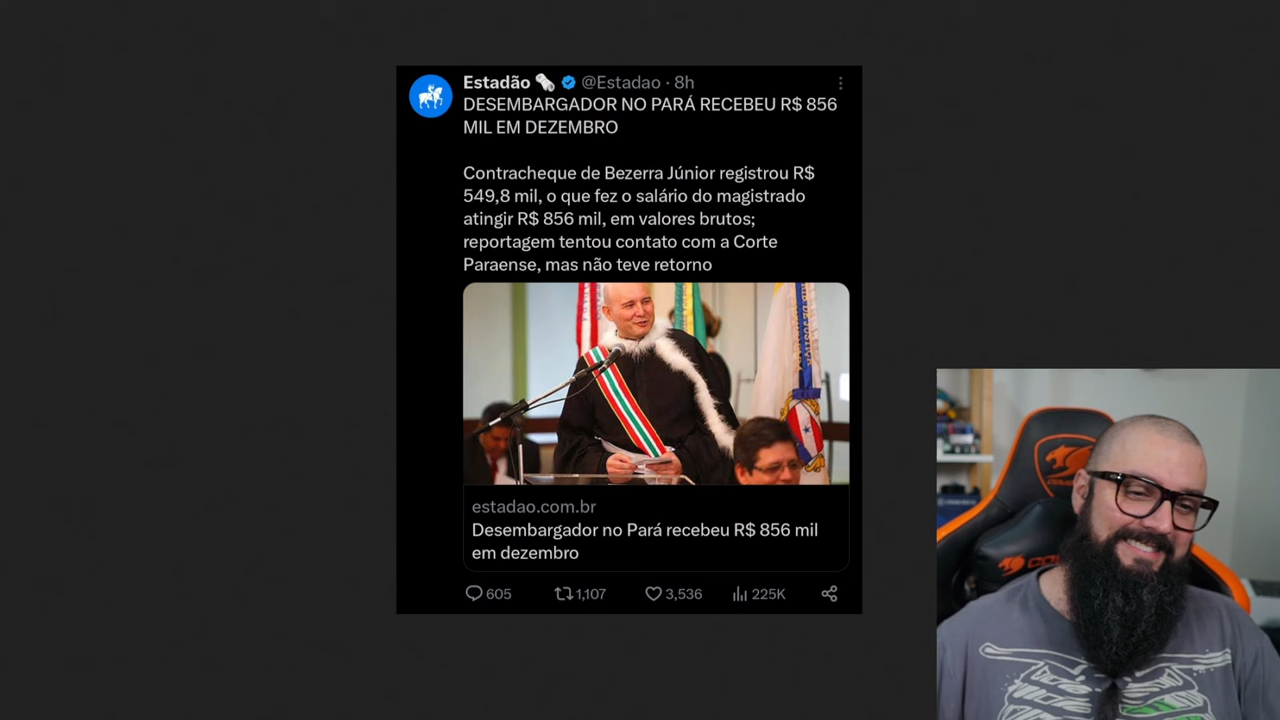 Estadão @Estadao · 8h
DESEMBARGADOR NO PARÁ RECEBEU R$ 856
MIL EM DEZEMBRO
Contracheque de Bezerra Júnior registrou R$
549,8 mil, o que fez o salário do magistrado
atingir R$ 856 mil, em valores brutos;
reportagem tentou contato com a Corte
Paraense, mas não teve retorno
estadao.com.br
Desembargador no Pará recebeu R$ 856 mil
em dezembro
605 1,107 3,536 225K